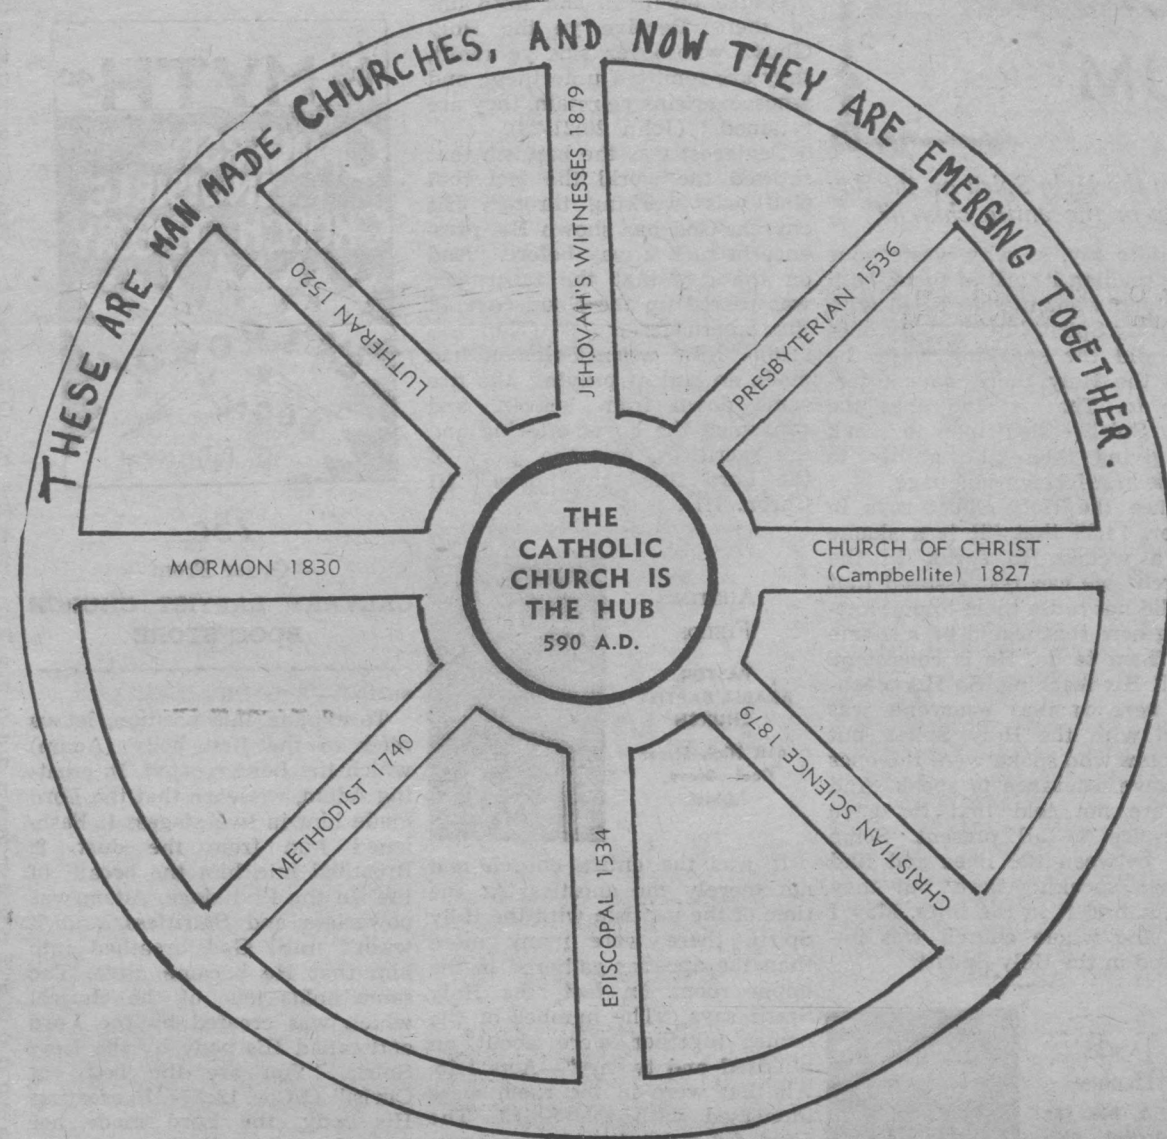 THESE ARE MAN MADE CHURCHES, AND NOW THEY ARE EMERGING TOGETHER.
LUTHERAN 1520
JEHOVAH'S WITNESSES 1879
PRESBYTERIAN 1536
MORMON 1830
THE
CATHOLIC
CHURCH IS
THE HUB
590 A.D.
CHURCH OF CHRIST
(Campbellite) 1827
METHODIST 1740
EPISCOPAL 1534
CHRISTIAN SCIENCE 1879